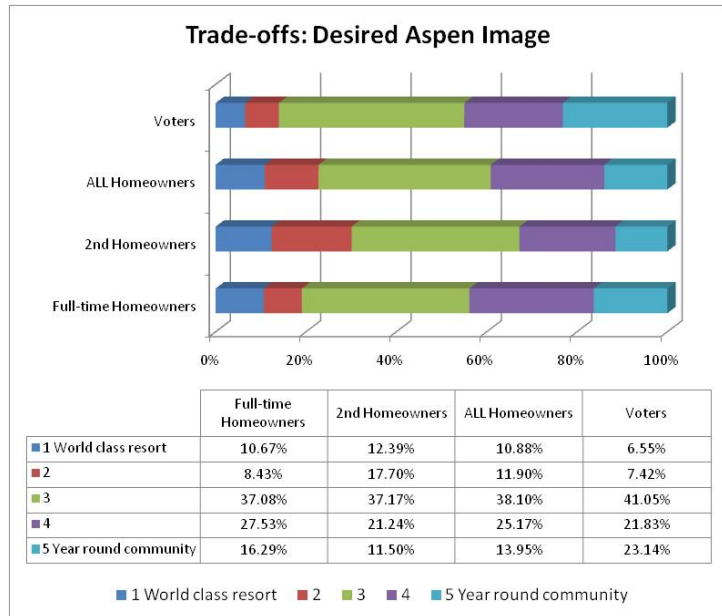 Trade-offs: Desired Aspen Image
Voters
ALL Homeowners
2nd Homeowners
Full-time Homeowners
0% 20% 40% 60% 80% 100%
Full-time Homeowners 2nd Homeowners ALL Homeowners Voters
1 World class resort 10.67% 12.39% 10.88% 6.55%
2 8.43% 17.70% 11.90% 7.42%
3 37.08% 37.17% 38.10% 41.05%
4 27.53% 21.24% 25.17% 21.83%
5 Year round community 16.29% 11.50% 13.95% 23.14%
1 World class resort 2 3 4 5 Year round community